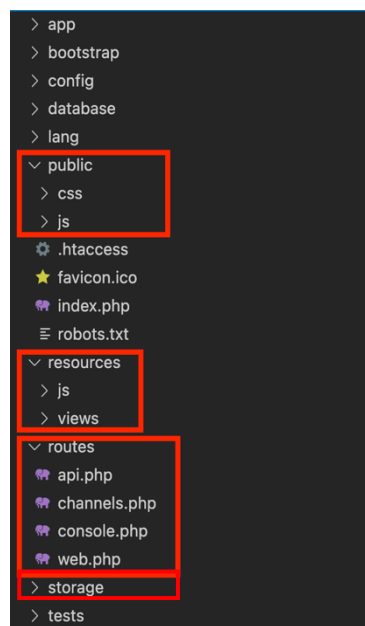 app
bootstrap
config
database
lang
public
css
js
.htaccess
favicon.ico
index.php
robots.txt
resources
js
views
routes
api.php
channels.php
console.php
web.php
storage
tests